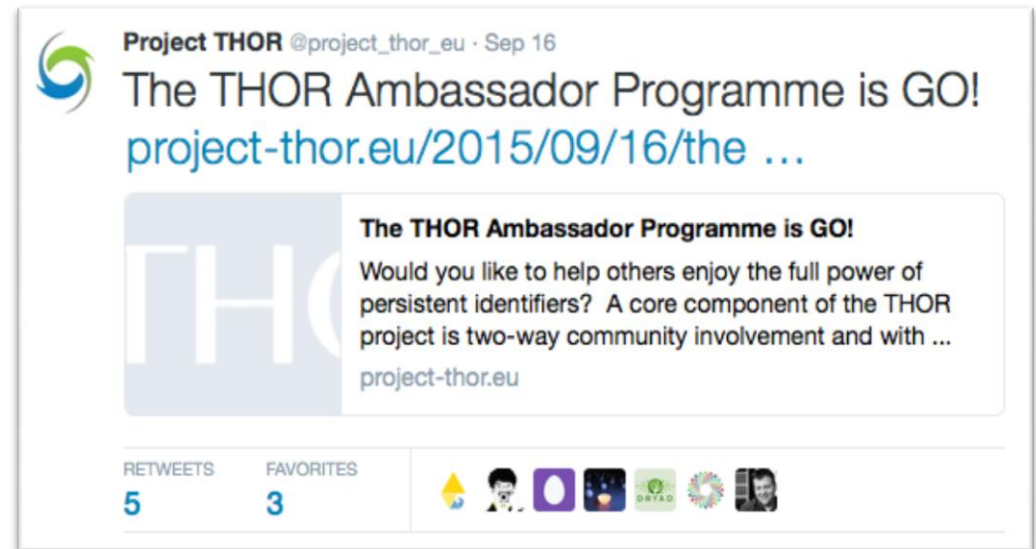 Project THOR @project_thor_eu · Sep 16
The THOR Ambassador Programme is GO!
project-thor.eu/2015/09/16/the ...
THO
The THOR Ambassador Programme is GO!
Would you like to help others enjoy the full power of
persistent identifiers? A core component of the THOR
project is two-way community involvement and with ...
project-thor.eu
RETWEETS FAVORITES
5 3
DRYAD